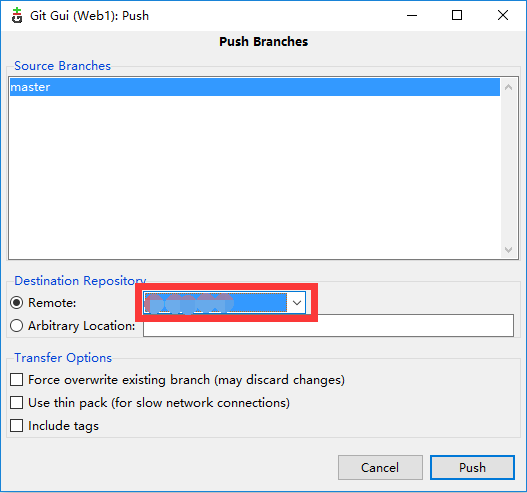 Git Gui (Web1): Push
Push Branches
Source Branches
master
Destination Repository
Remote:
Arbitrary Location:
Transfer Options
Force overwrite existing branch (may discard changes)
Use thin pack (for slow network connections)
Include tags
Cancel Push